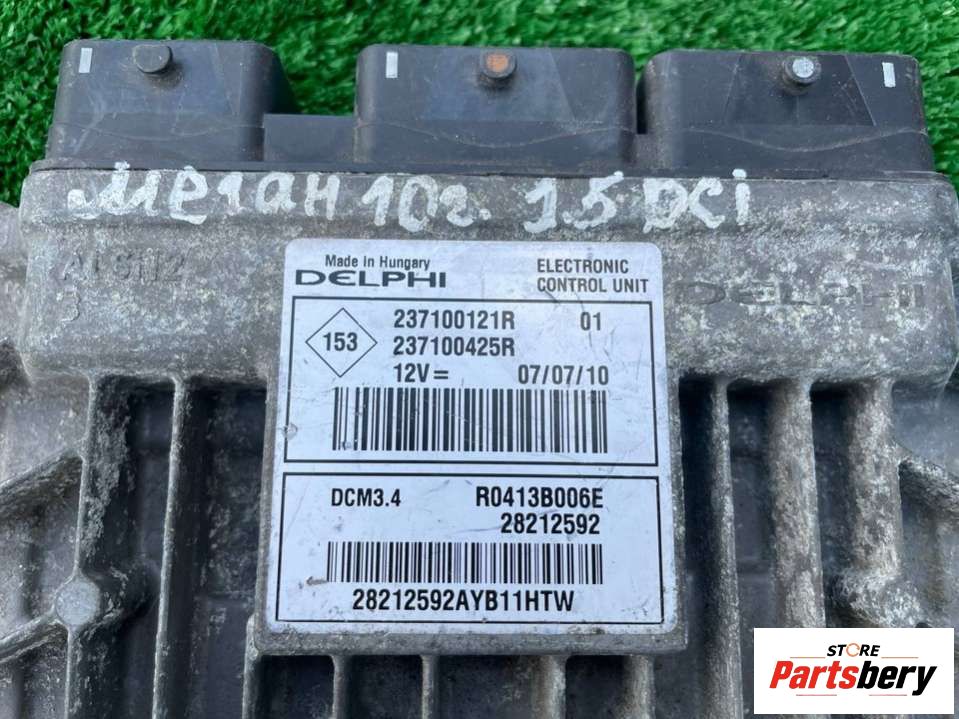 Меган 10г. 1.5 DCi
Made in Hungary
DELPHI
ELECTRONIC
CONTROL UNIT
DELPHI
153
237100121R 01
237100425R
12V= 07/07/10
DCM3.4 R0413B006E
28212592
28212592AYB11HTW
STORE
Partsbery